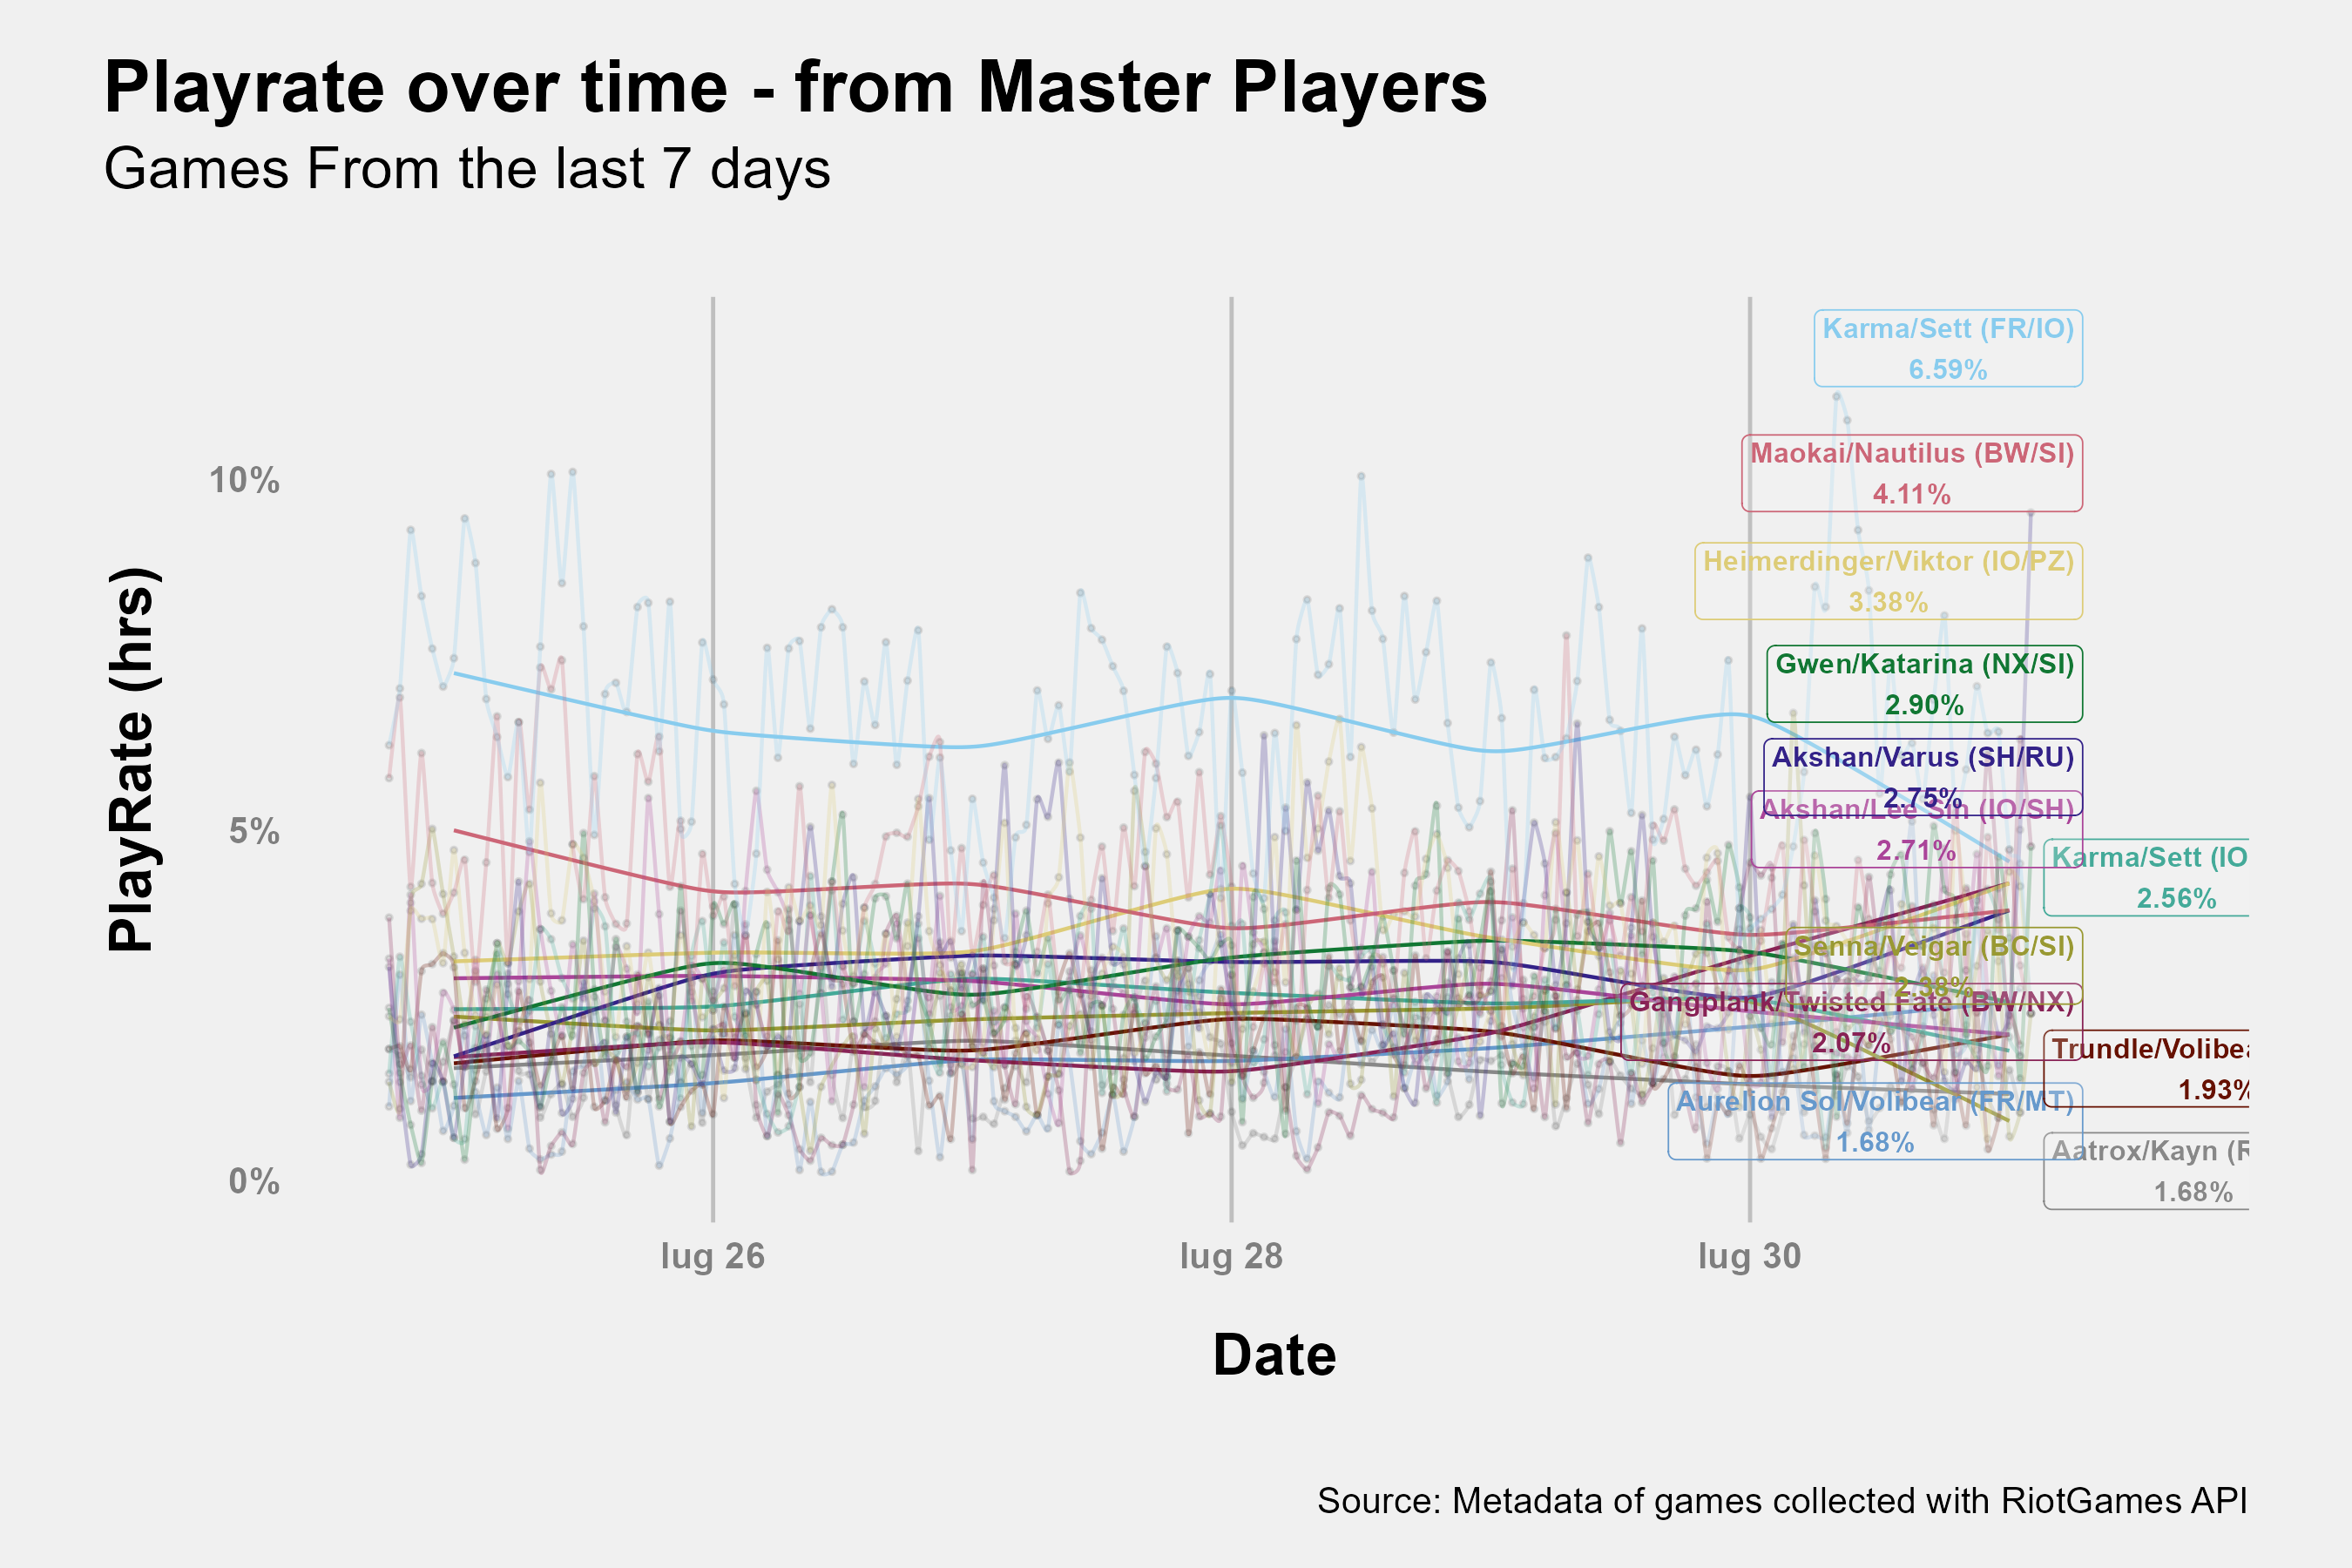 Playrate over time - from Master Players
Games From the last 7 days
PlayRate (hrs)
10%
5%
0%
Karma/Sett (FR/IO)
6.59%
Maokai/Nautilus (BW/SI)
4.11%
Heimerdinger/Viktor (IO/PZ)
3.38%
Gwen/Katarina (NX/SI)
2.90%
Akshan/Varus (SH/RU)
2.75%
Akshan/Lee Sin (IO/SH)
2.71%
Karma/Sett (IO
2.56%
Senna/Veigar (BC/SI)
2.38%
Gangplank/Twisted Fate (BW/NX)
2.07%
Trundle/Volibea
1.93%
Aurelion Sol/Volibear (FR/MT)
1.68%
Aatrox/Kayn (R
1.68%
lug 26
lug 28
lug 30
Date
Source: Metadata of games collected with RiotGames API